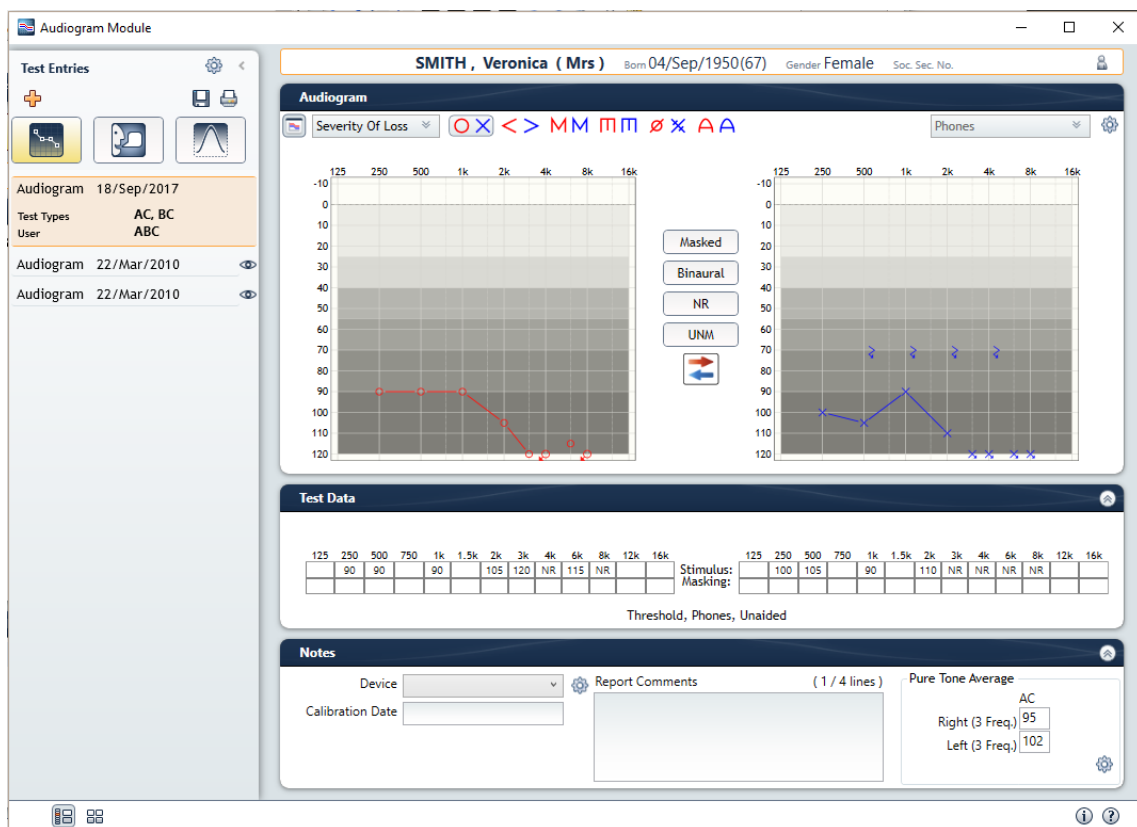 Audiogram Module
Test Entries
SMITH , Veronica ( Mrs ) Born 04/Sep/1950(67) Gender Female Soc. Sec. No.
Audiogram
Severity Of Loss
Phones
Audiogram 18/Sep/2017
Test Types AC, BC
User ABC
Audiogram 22/Mar/2010
Audiogram 22/Mar/2010
125 250 500 1k 2k 4k 8k 16k
-10
0
10
20
30
40
50
60
70
80
90
100
110
120
Masked
Binaural
NR
UNM
125 250 500 1k 2k 4k 8k 16k
-10
0
10
20
30
40
50
60
70
80
90
100
110
120
Test Data
125 250 500 750 1k 1.5k 2k 3k 4k 6k 8k 12k 16k
90 90 90 105 120 NR 115 NR
Stimulus:
Masking:
125 250 500 750 1k 1.5k 2k 3k 4k 6k 8k 12k 16k
100 105 90 110 NR NR NR NR
Threshold, Phones, Unaided
Notes
Device
Calibration Date
Report Comments ( 1 / 4 lines )
Pure Tone Average
AC
Right (3 Freq.) 95
Left (3 Freq.) 102